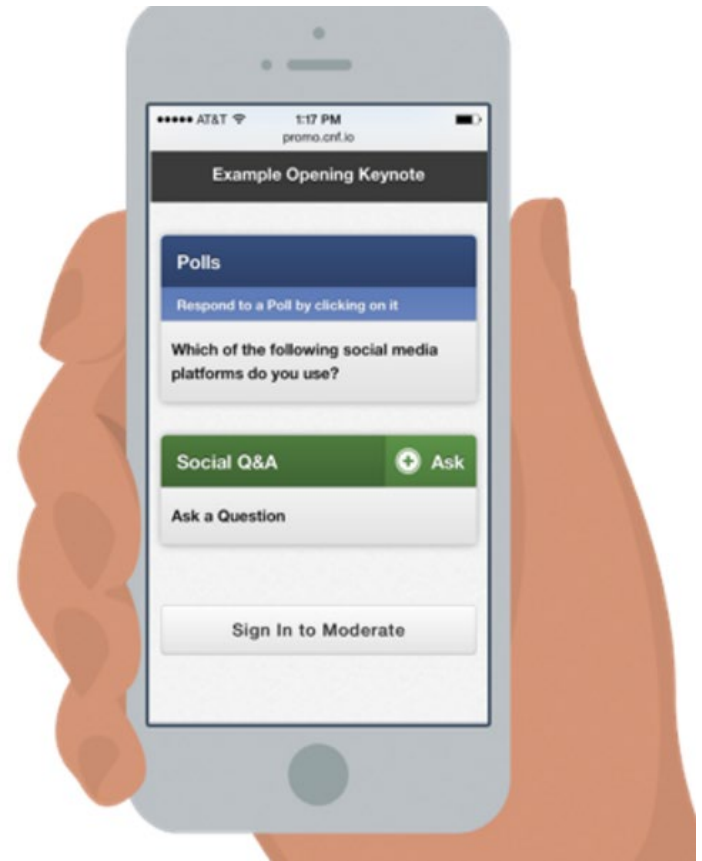 AT&T 1:17 PM
promo.cnf.io
Example Opening Keynote
Polls
Respond to a Poll by clicking on it
Which of the following social media
platforms do you use?
Social Q&A Ask
Ask a Question
Sign In to Moderate